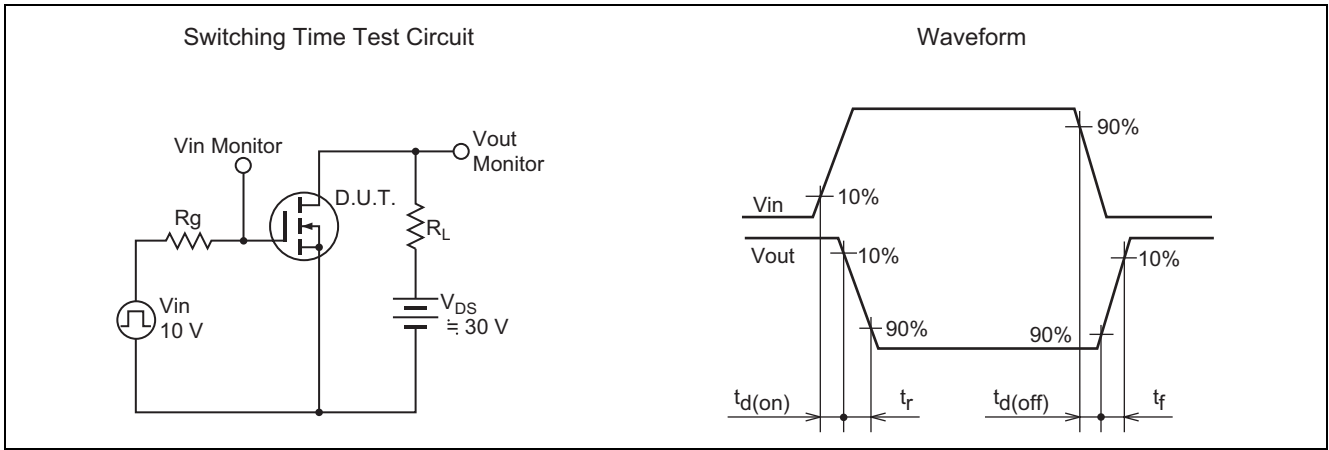 Switching Time Test Circuit
Vin Monitor
Vout
Monitor
D.U.T.
Rg
RL
Vin
10 V
VDS
≒ 30 V
Waveform
Vin
10%
90%
Vout
10%
90%
90%
10%
td(on)
tr
td(off)
tf